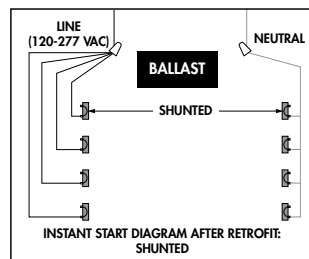 LINE
(120-277 VAC)
NEUTRAL
BALLAST
SHUNTED
INSTANT START DIAGRAM AFTER RETROFIT:
SHUNTED